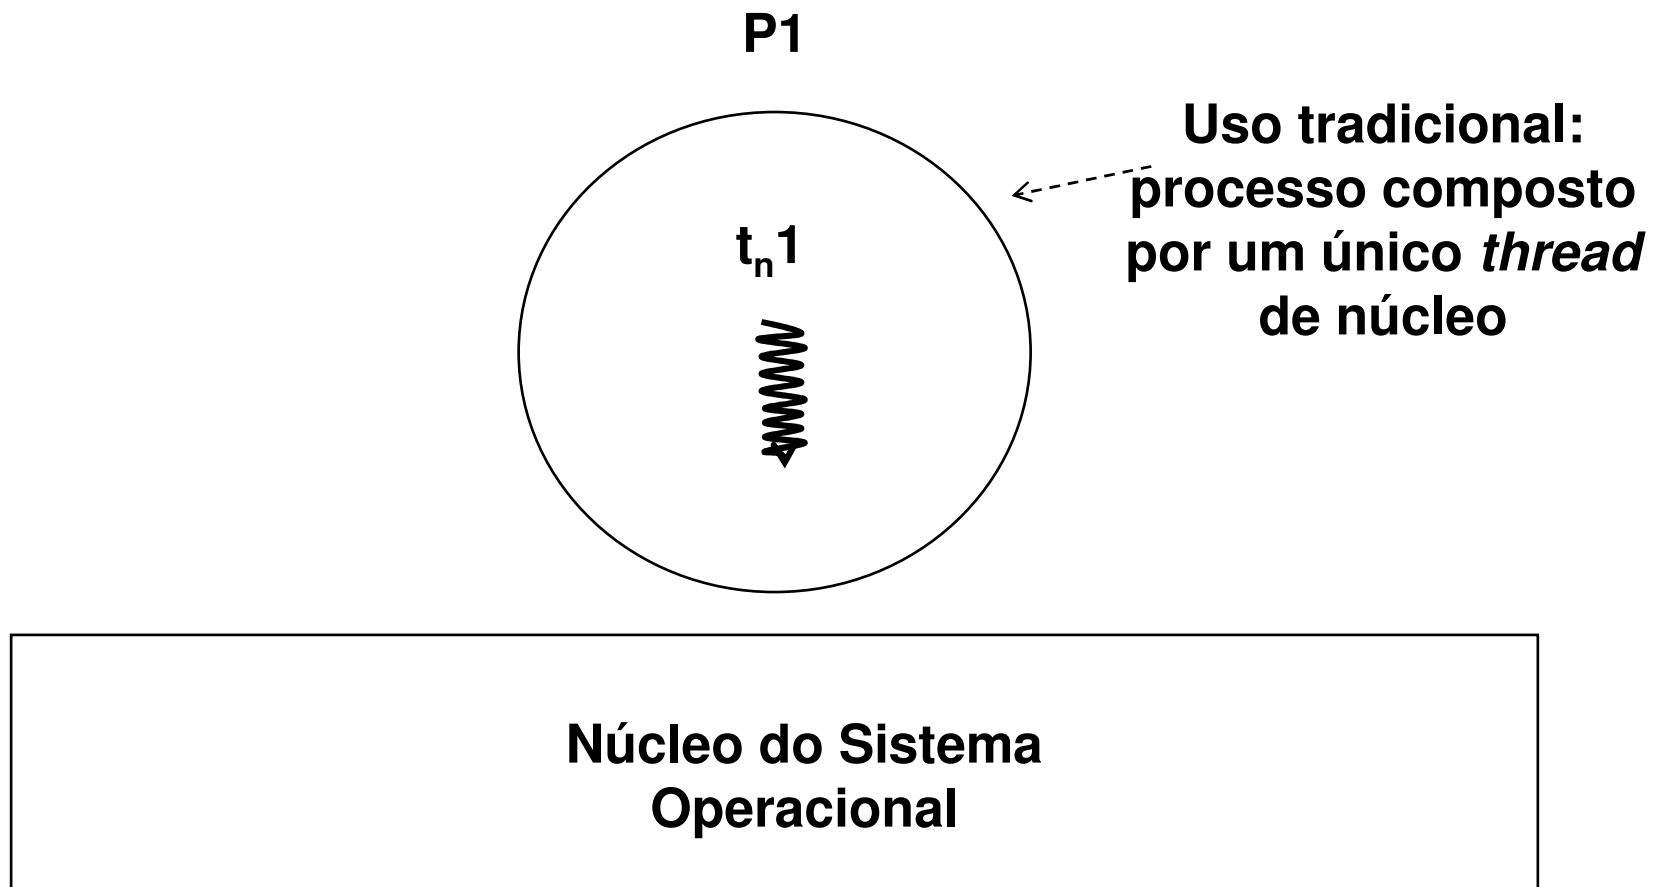 P1
Uso tradicional:
processo composto
por um único thread
de núcleo
tn1
Núcleo do Sistema
Operacional